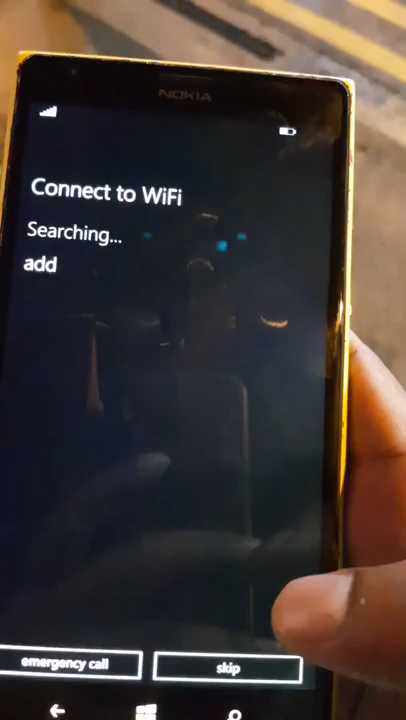 NOKIA
Connect to WiFi
Searching...
add
emergency call
skip